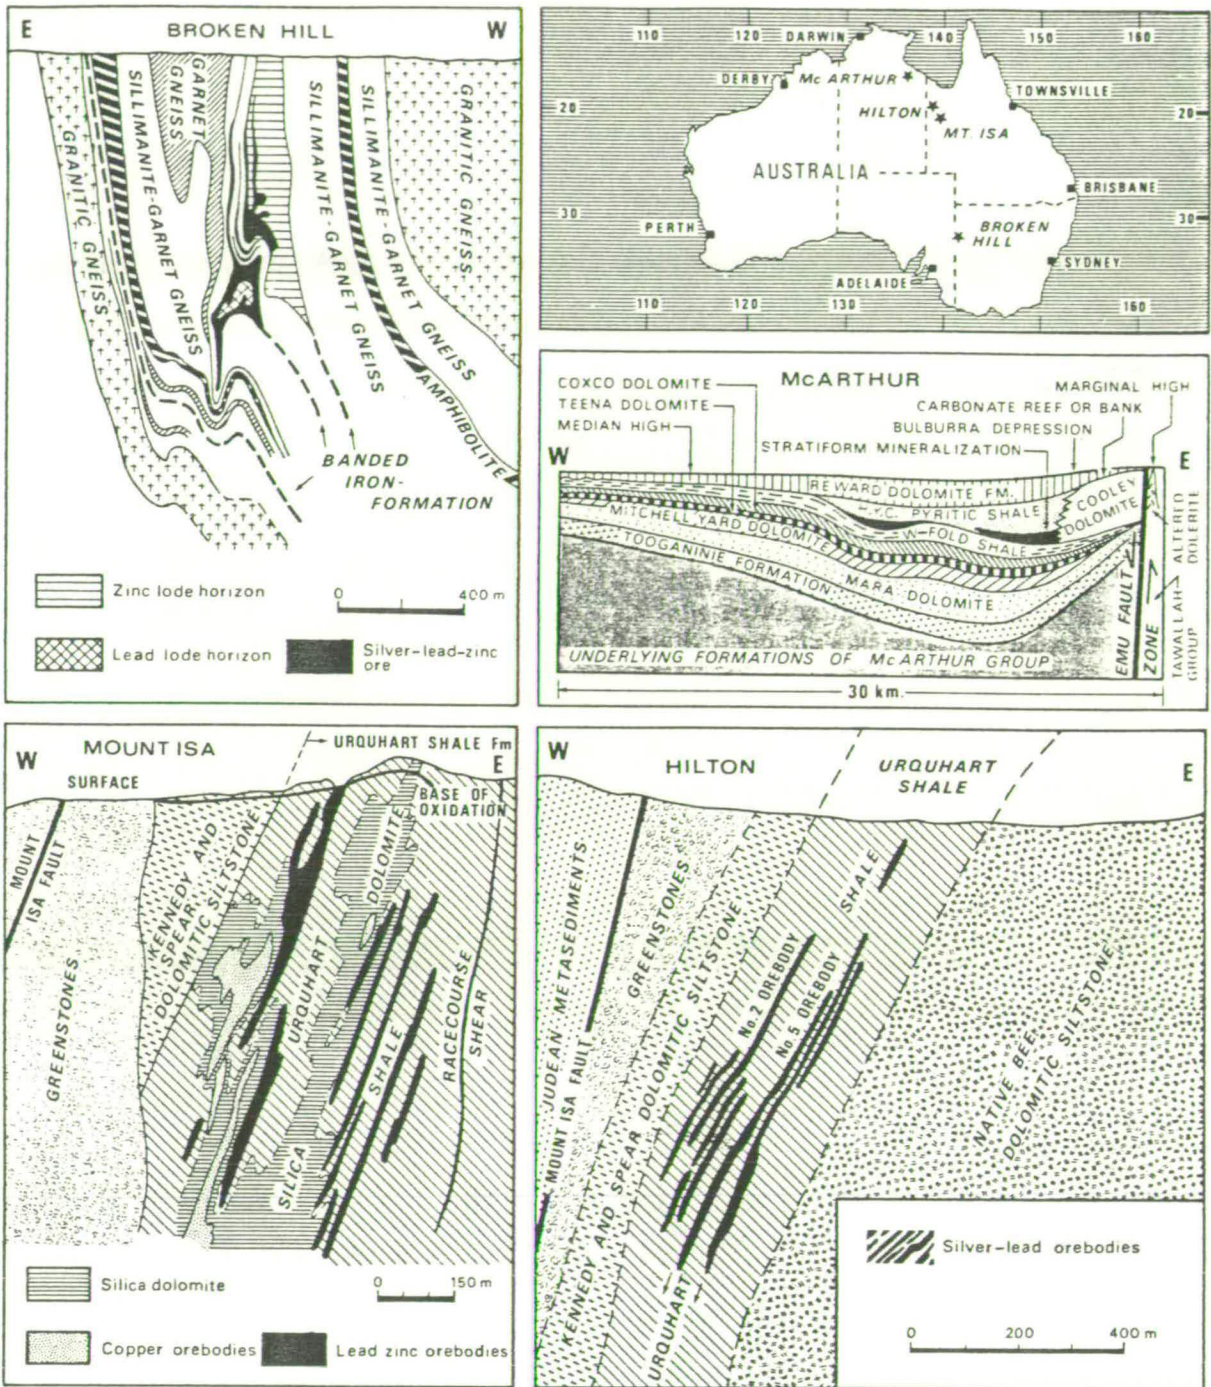 E BROKEN HILL W
GRANITIC GNEISS
SILLIMANITE-GARNET GNEISS
GARNET
GNEISS
SILLIMANITE-GARNET GNEISS
SILLIMANITE-GARNET GNEISS
GRANITIC GNEISS
AMPHIBOLITE
BANDED
IRON-
FORMATION
Zinc lode horizon
0 400 m
Lead lode horizon
Silver-lead-zinc
ore
110 120 DARWIN 140 150 160
DERBY McARTHUR
TOWNSVILLE
20 HILTON 20
MT. ISA
AUSTRALIA
BRISBANE
30 30
PERTH BROKEN
HILL
SYDNEY
ADELAIDE
110 120 130 160
COXCO DOLOMITE McARTHUR MARGINAL HIGH
TEENA DOLOMITE CARBONATE REEF OR BANK
MEDIAN HIGH BULBURRA DEPRESSION
STRATIFORM MINERALIZATION
W E
REWARD DOLOMITE FM.
PYRITIC SHALE
COOLEY
DOLOMITE
W-FOLD SHALE
MITCHELL YARD DOLOMITE
MARA DOLOMITE
TOOGANINIE FORMATION
UNDERLYING FORMATIONS OF McARTHUR GROUP
EMU FAULT
ZONE
TAWALLAH
GROUP
ALTERED
DOLERITE
30 km.
W MOUNT ISA URQUHART SHALE Fm
E
SURFACE
BASE OF
OXIDATION
MOUNT
ISA FAULT
GREENSTONES
KENNEDY AND
SPEAR
DOLOMITIC SILTSTONE
URQUHART
SHALE
SILICA
DOLOMITE
RACECOURSE
SHEAR
Silica dolomite
0 150 m
Copper orebodies
Lead zinc orebodies
W HILTON URQUHART
SHALE
E
MOUNT ISA FAULT
JUDEAN METASEDIMENTS
GREENSTONES
KENNEDY AND SPEAR DOLOMITIC SILTSTONE
No. 2 OREBODY
No. 5 OREBODY
URQUHART
SHALE
NATIVE BEE
DOLOMITIC SILTSTONE
Silver-lead orebodies
0 200 400 m